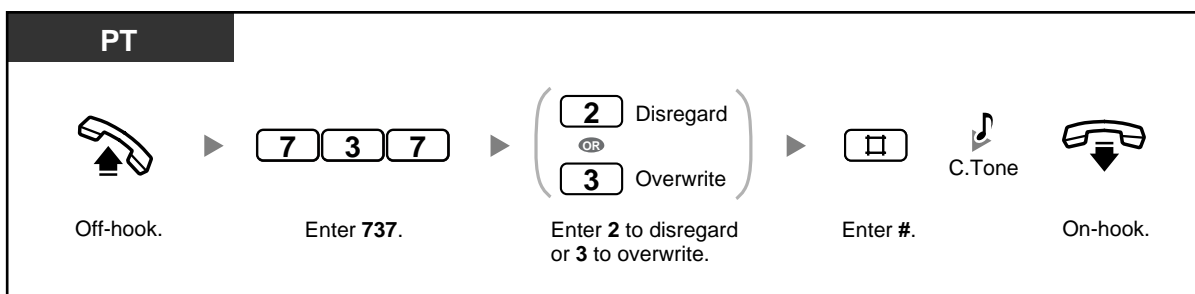 PT
7 3 7
2 Disregard
OR
3 Overwrite
#
C.Tone
Off-hook.
Enter 737.
Enter 2 to disregard
or 3 to overwrite.
Enter #.
On-hook.